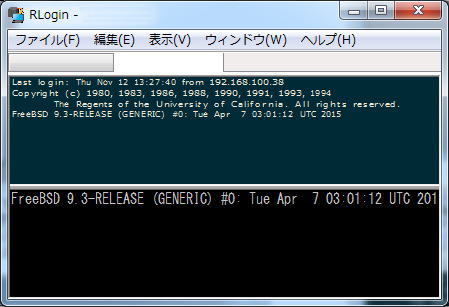 RLogin -
ファイル(F) 編集(E) 表示(V) ウィンドウ(W) ヘルプ(H)
Last login: Thu Nov 12 13:27:40 from 192.168.100.38
Copyright (c) 1980, 1983, 1986, 1988, 1990, 1991, 1993, 1994
The Regents of the University of California. All rights reserved.
FreeBSD 9.3-RELEASE (GENERIC) #0: Tue Apr  7 03:01:12 UTC 2015
FreeBSD 9.3-RELEASE (GENERIC) #0: Tue Apr  7 03:01:12 UTC 201